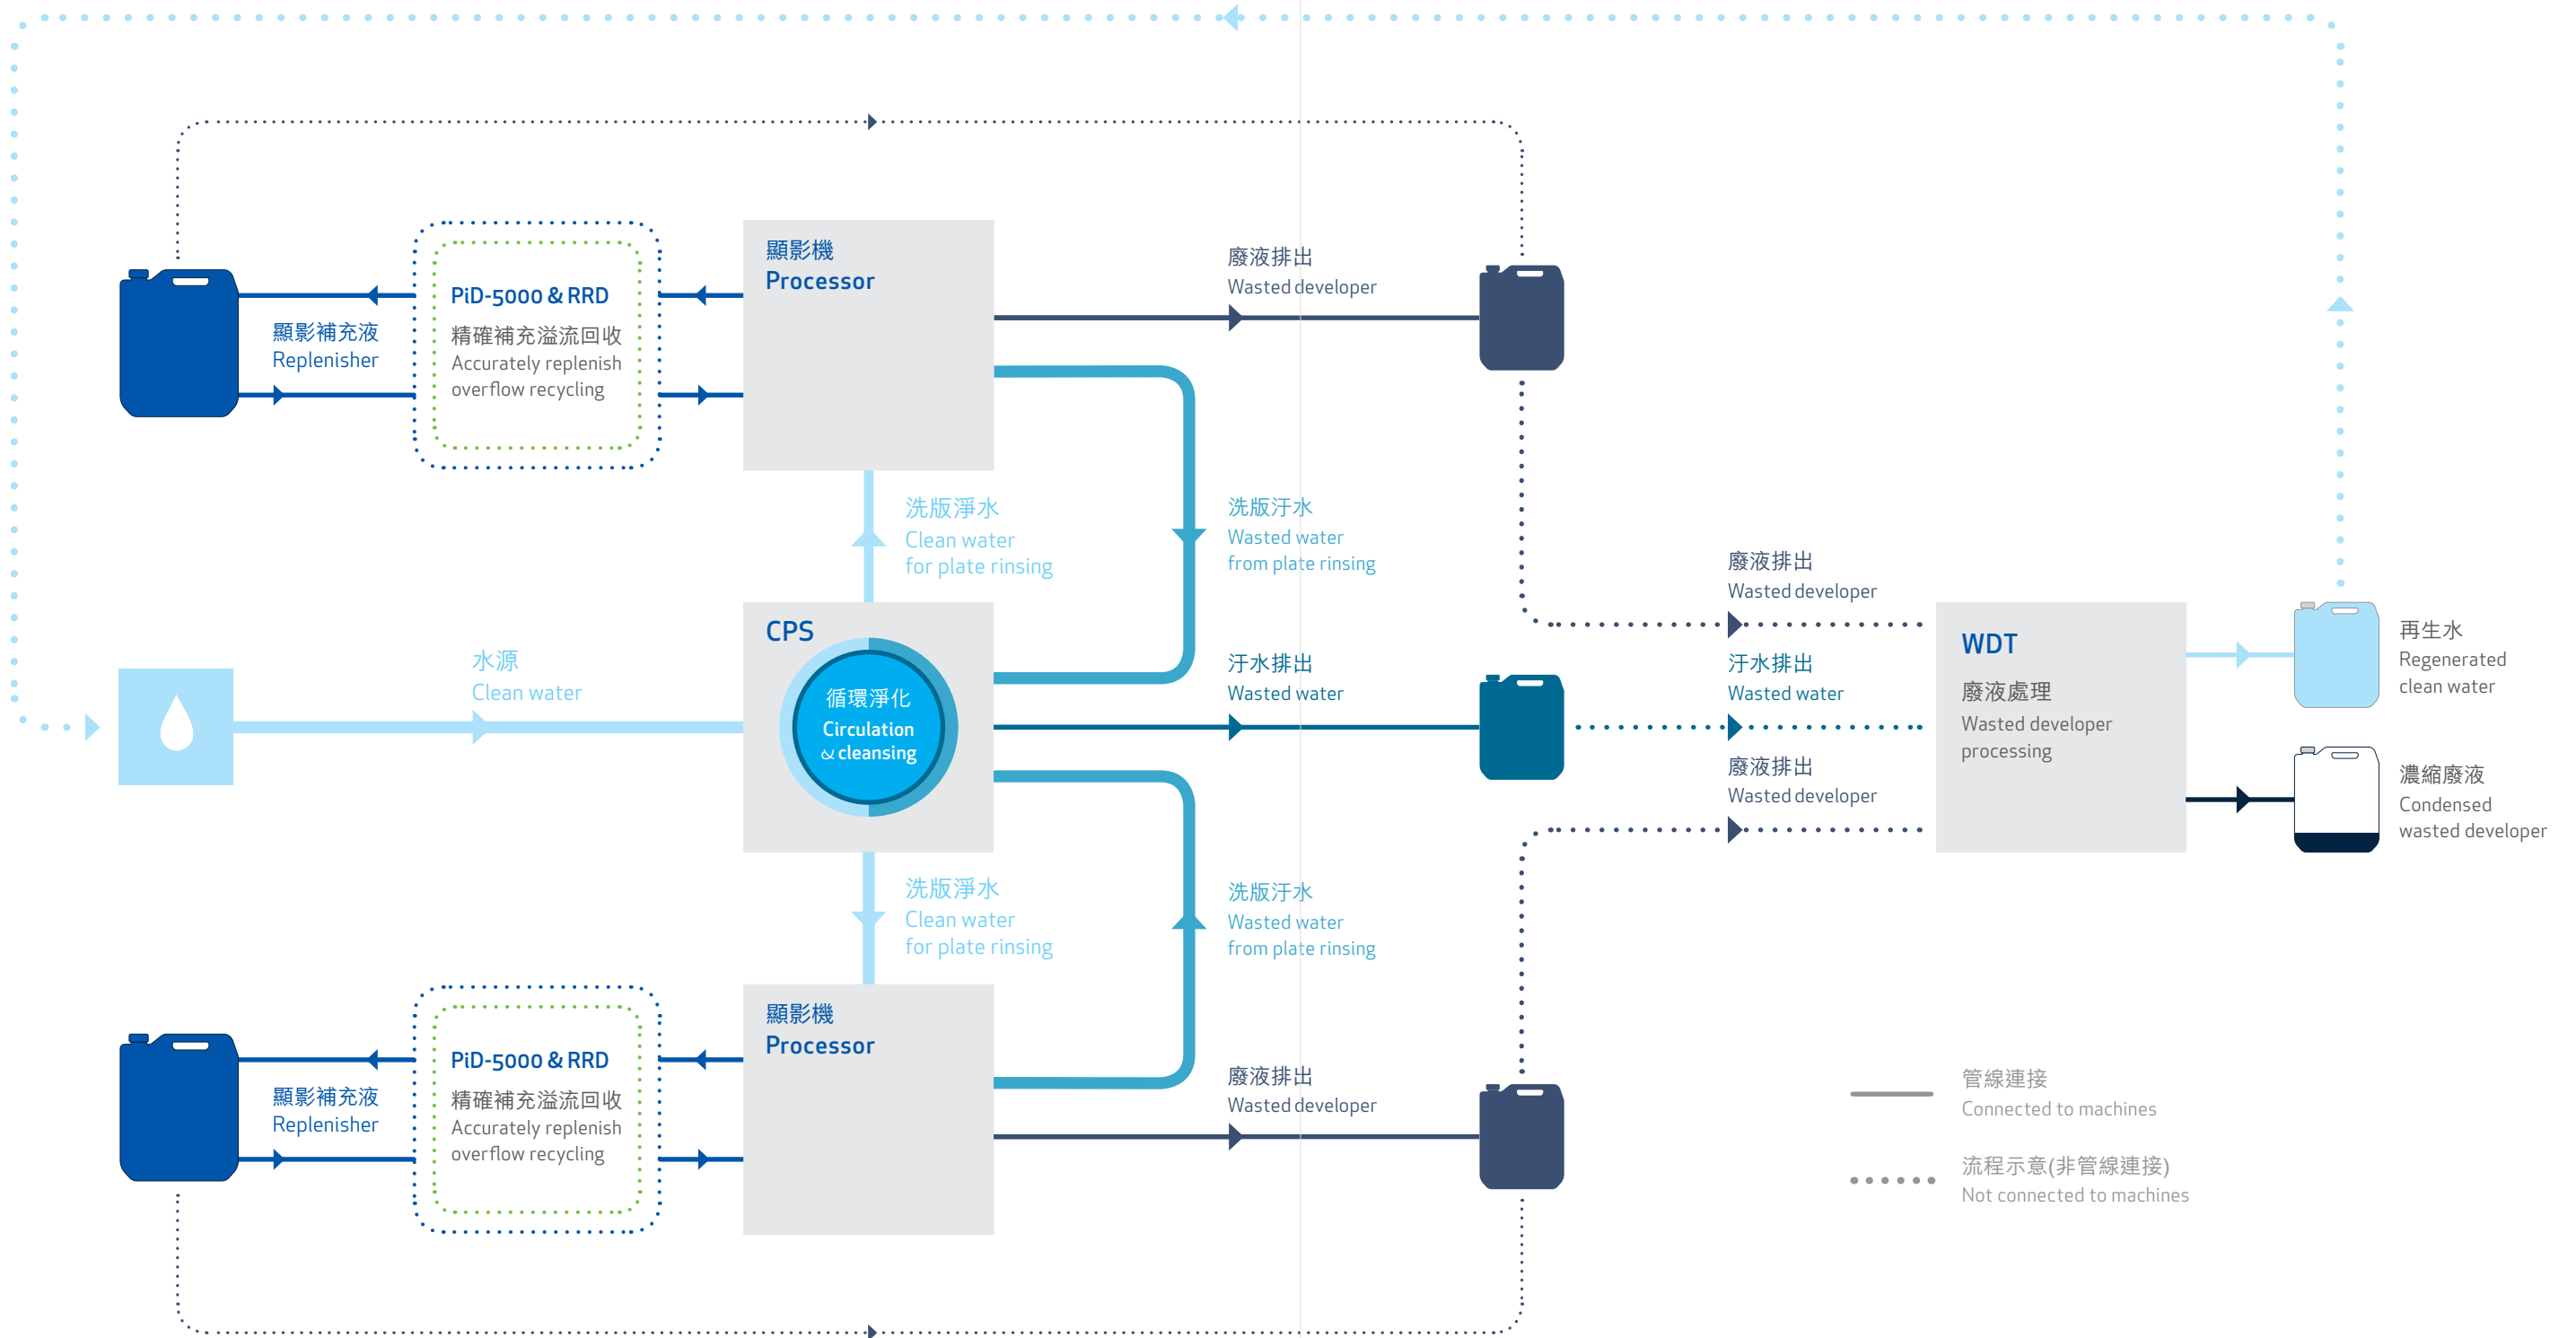 顯影補充液
Replenisher
PiD-5000 & RRD
精確補充溢流回收
Accurately replenish
overflow recycling
顯影機
Processor
廢液排出
Wasted developer
洗版淨水
Clean water
for plate rinsing
洗版汙水
Wasted water
from plate rinsing
水源
Clean water
CPS
循環淨化
Circulation
& cleansing
汙水排出
Wasted water
廢液排出
Wasted developer
汙水排出
Wasted water
廢液排出
Wasted developer
WDT
廢液處理
Wasted developer
processing
再生水
Regenerated
clean water
濃縮廢液
Condensed
wasted developer
洗版淨水
Clean water
for plate rinsing
洗版汙水
Wasted water
from plate rinsing
顯影補充液
Replenisher
PiD-5000 & RRD
精確補充溢流回收
Accurately replenish
overflow recycling
顯影機
Processor
廢液排出
Wasted developer
管線連接
Connected to machines
流程示意(非管線連接)
Not connected to machines